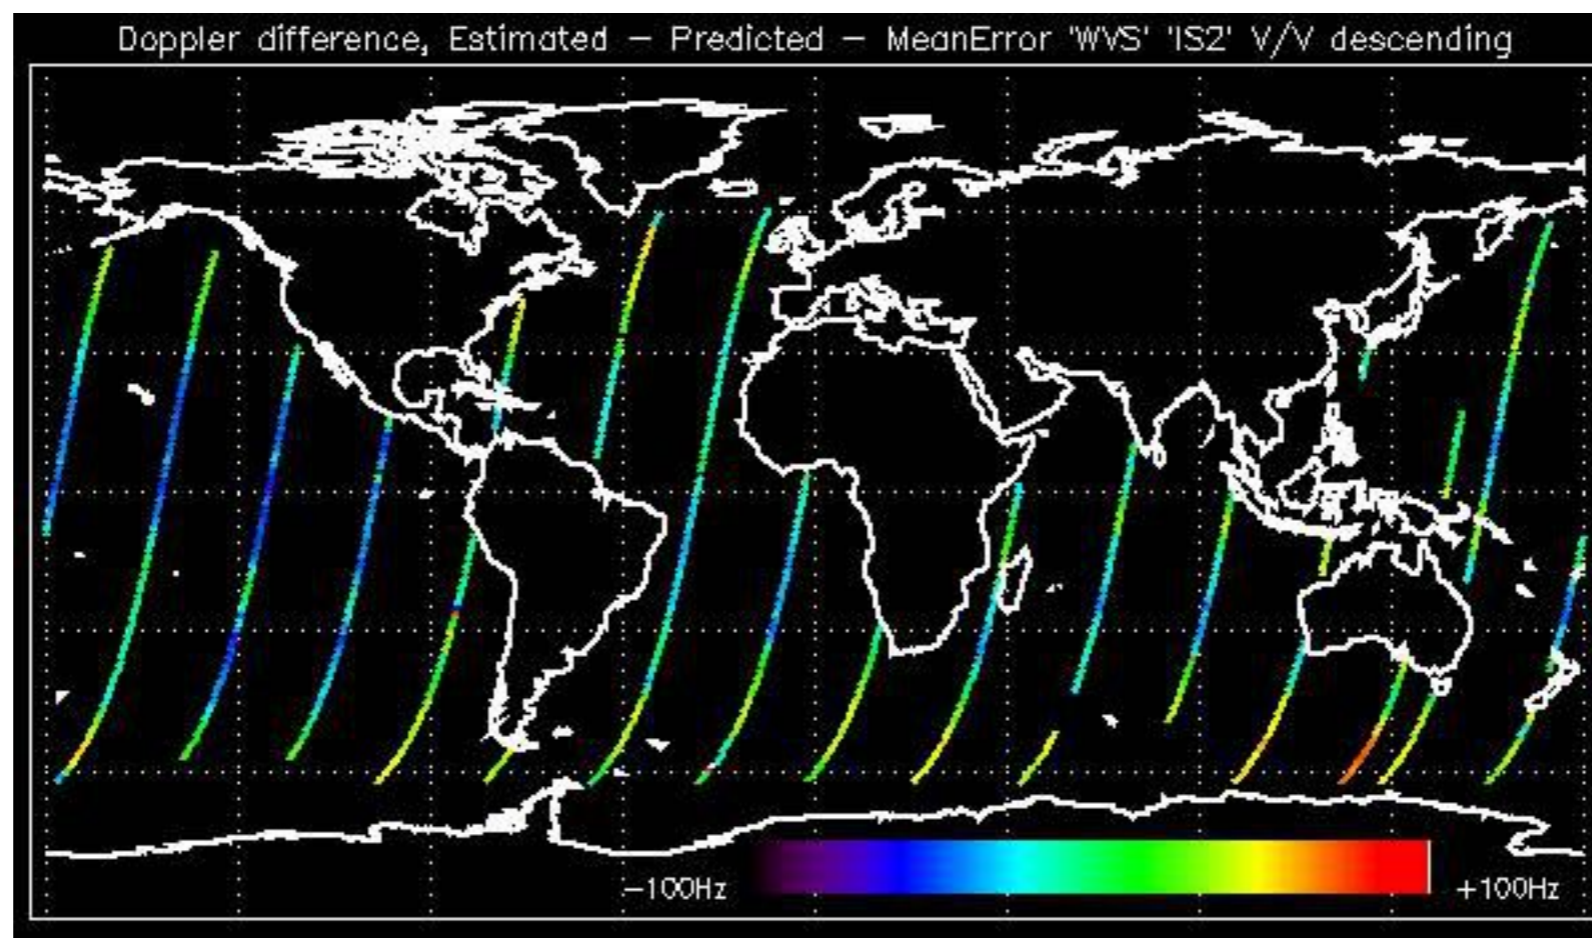 Doppler difference, Estimated – Predicted – MeanError 'WVS' 'IS2' V/V descending
−100Hz +100Hz